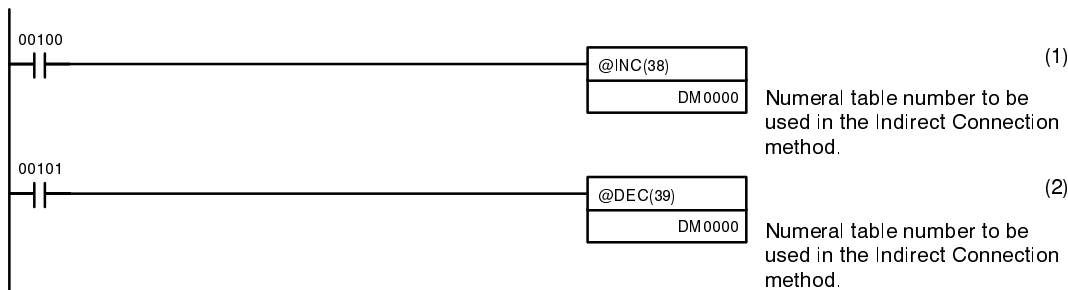 00100
@INC(38)
(1)
DM0000
Numeral table number to be
used in the Indirect Connection
method.
00101
@DEC(39)
(2)
DM0000
Numeral table number to be
used in the Indirect Connection
method.